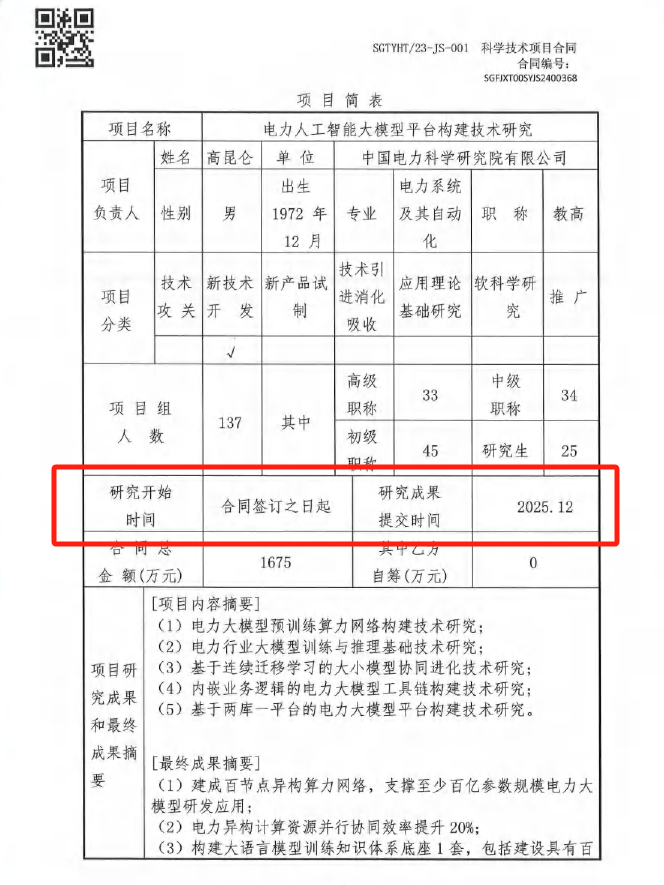 SGTYHT/23-JS-001 科学技术项目合同
合同编号：
SGFJXT00SYJS2400368
项目简表
项目名称 电力人工智能大模型平台构建技术研究
项目
负责人
姓名 高昆仑 单位 中国电力科学研究院有限公司
性别 男
出生
1972 年
12 月
专业
电力系统
及其自动
化
职 称 教高
项目
分类
技术
攻 关
新技术
开 发
新产品试
制
技术引
进消化
吸收
应用理论
基础研究
软科学研
究
推 广
√
项 目 组
人 数
137 其中
高级
职称
33
中级
职称
34
初级
职称
45 研究生 25
研究开始
时间
合同签订之日起
研究成果
提交时间
2025.12
合 同 总
金 额(万元)
1675
其中乙方
自筹(万元)
0
项目研
究成果
和最终
成果摘
要
[项目内容摘要]
（1）电力大模型预训练算力网络构建技术研究；
（2）电力行业大模型训练与推理基础技术研究；
（3）基于连续迁移学习的大小模型协同进化技术研究；
（4）内嵌业务逻辑的电力大模型工具链构建技术研究；
（5）基于两库一平台的电力大模型平台构建技术研究。
[最终成果摘要]
（1）建成百节点异构算力网络，支撑至少百亿参数规模电力大
模型研发应用；
（2）电力异构计算资源并行协同效率提升 20%；
（3）构建大语言模型训练知识体系底座 1 套，包括建设具有百